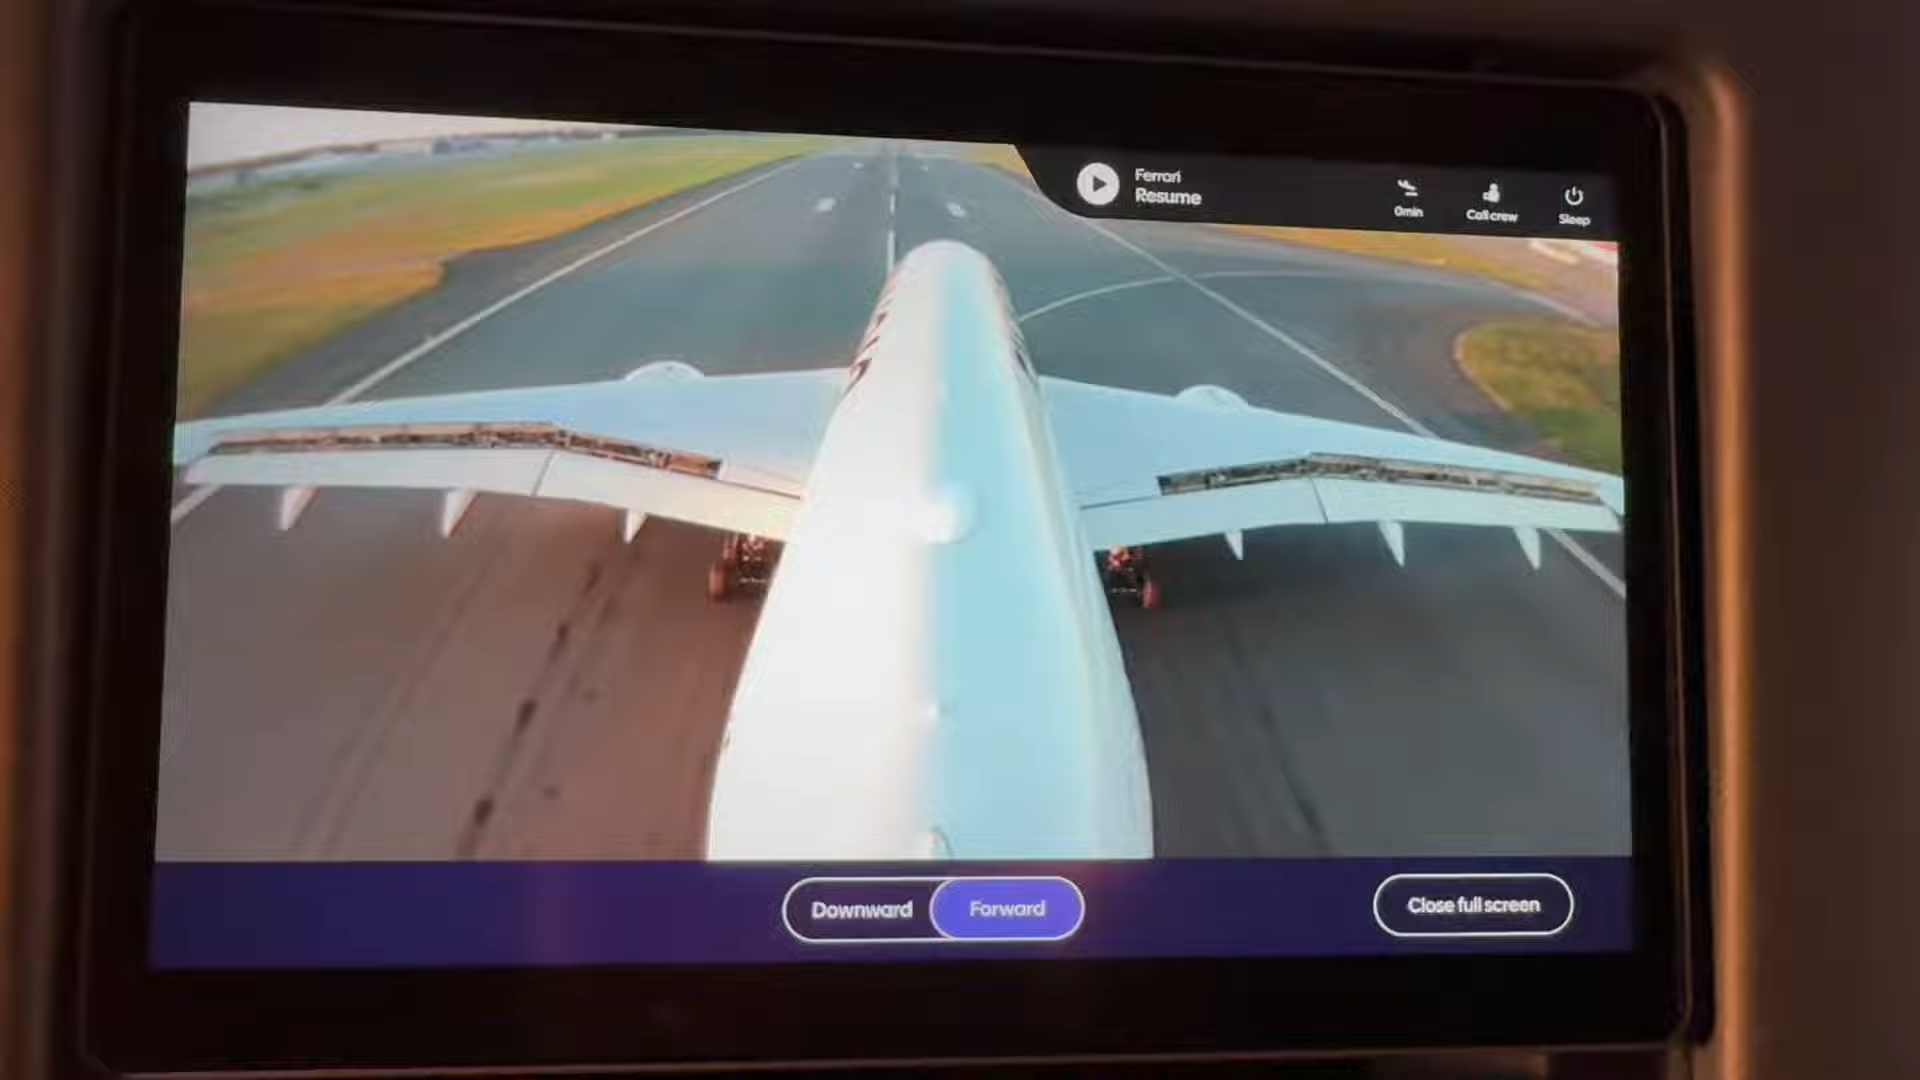 Ferrari
Resume
0min
Call crew
Sleep
Downward
Forward
Close full screen